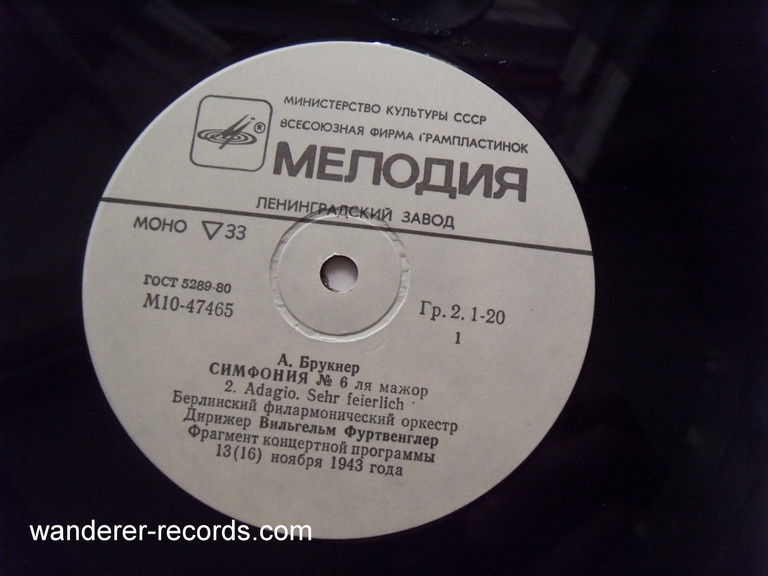 МИНИСТЕРСТВО КУЛЬТУРЫ СССР
ВСЕСОЮЗНАЯ ФИРМА ГРАМПЛАСТИНОК
®
МЕЛОДИЯ
ЛЕНИНГРАДСКИЙ ЗАВОД
МОНО ▽33
ГОСТ 5289-80
М10-47465
Гр. 2. 1-20
1
А. Брукнер
СИМФОНИЯ № 6 ля мажор
2. Adagio. Sehr feierlich
Берлинский филармонический оркестр
Дирижер Вильгельм Фуртвенглер
Фрагмент концертной программы
13(16) ноября 1943 года
wanderer-records.com